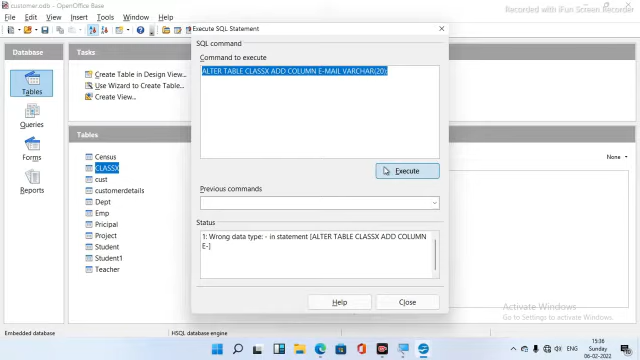 customer.odb - OpenOffice Base
Recorded with iFun Screen Recorder
File Edit View Insert Tools Window Help
Database
Tasks
Tables
Queries
Forms
Reports
Create Table in Design View...
Use Wizard to Create Table...
Create View...
Tables
Census
CLASSX
cust
customerdetails
Dept
Emp
Pricipal
Project
Student
Student1
Teacher
None
Execute SQL Statement
SQL command
Command to execute
ALTER TABLE CLASSX ADD COLUMN E-MAIL VARCHAR(20);
Execute
Previous commands
Status
1: Wrong data type: - in statement [ALTER TABLE CLASSX ADD COLUMN
E-]
Help
Close
Activate Windows
Go to Settings to activate Windows.
Embedded database
HSQL database engine
15:36
Sunday
06-02-2022